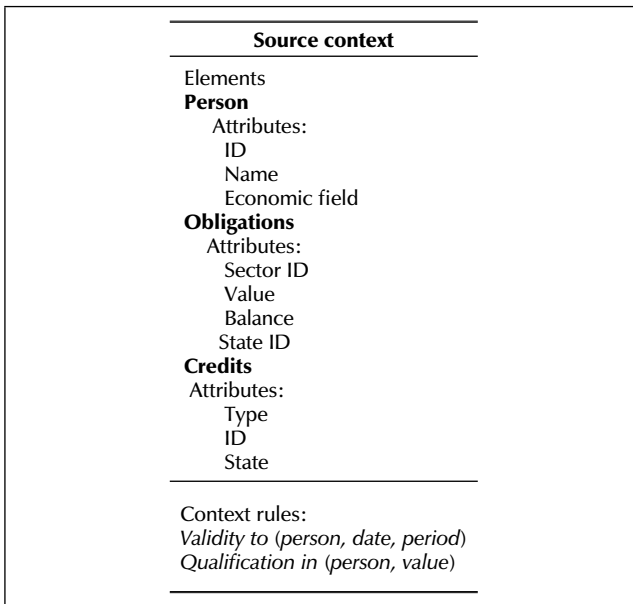 Source context
Elements
Person
Attributes:
ID
Name
Economic field
Obligations
Attributes:
Sector ID
Value
Balance
State ID
Credits
Attributes:
Type
ID
State
Context rules:
Validity to (person, date, period)
Qualification in (person, value)